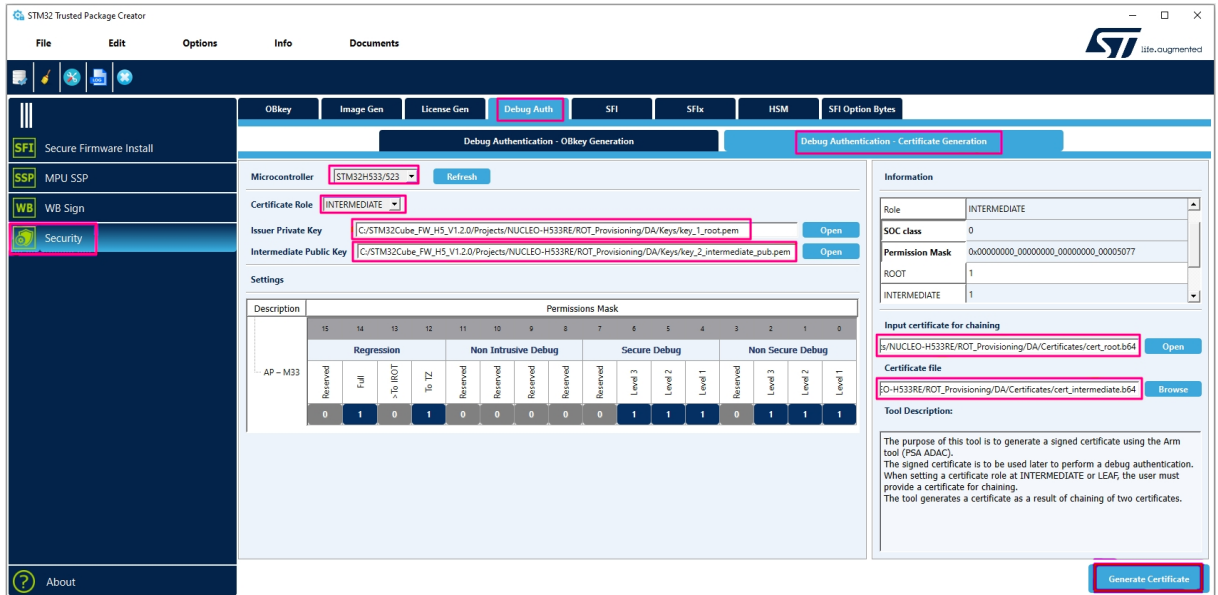 STM32 Trusted Package Creator
File Edit Options Info Documents
ST life.augmented
LOG
OBkey Image Gen License Gen Debug Auth SFI SFIx HSM SFI Option Bytes
Debug Authentication - OBkey Generation Debug Authentication - Certificate Generation
SFI Secure Firmware Install
SSP MPU SSP
WB WB Sign
Security
? About
Microcontroller STM32H533/523 Refresh
Certificate Role INTERMEDIATE
Issuer Private Key C:/STM32Cube_FW_H5_V1.2.0/Projects/NUCLEO-H533RE/ROT_Provisioning/DA/Keys/key_1_root.pem Open
Intermediate Public Key C:/STM32Cube_FW_H5_V1.2.0/Projects/NUCLEO-H533RE/ROT_Provisioning/DA/Keys/key_2_intermediate_pub.pem Open
Settings
Description Permissions Mask
15 14 13 12 11 10 9 8 7 6 5 4 3 2 1 0
Regression Non Intrusive Debug Secure Debug Non Secure Debug
AP – M33 Reserved Full >To IROT To TZ Reserved Reserved Reserved Reserved Reserved Level 3 Level 2 Level 1 Reserved Level 3 Level 2 Level 1
0 1 0 1 0 0 0 0 0 1 1 1 0 1 1 1
Information
Role INTERMEDIATE
SOC class 0
Permission Mask 0x00000000_00000000_00000000_00005077
ROOT 1
INTERMEDIATE 1
Input certificate for chaining
ts/NUCLEO-H533RE/ROT_Provisioning/DA/Certificates/cert_root.b64 Open
Certificate file
EO-H533RE/ROT_Provisioning/DA/Certificates/cert_intermediate.b64 Browse
Tool Description:
The purpose of this tool is to generate a signed certificate using the Arm
tool (PSA ADAC).
The signed certificate is to be used later to perform a debug authentication.
When setting a certificate role at INTERMEDIATE or LEAF, the user must
provide a certificate for chaining.
The tool generates a certificate as a result of chaining of two certificates.
Generate Certificate